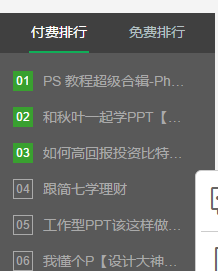 付费排行 免费排行
01 PS 教程超级合辑-Ph...
02 和秋叶一起学PPT【...
03 如何高回报投资比特...
04 跟简七学理财
05 工作型PPT该这样做...
06 我懂个P【设计大神...